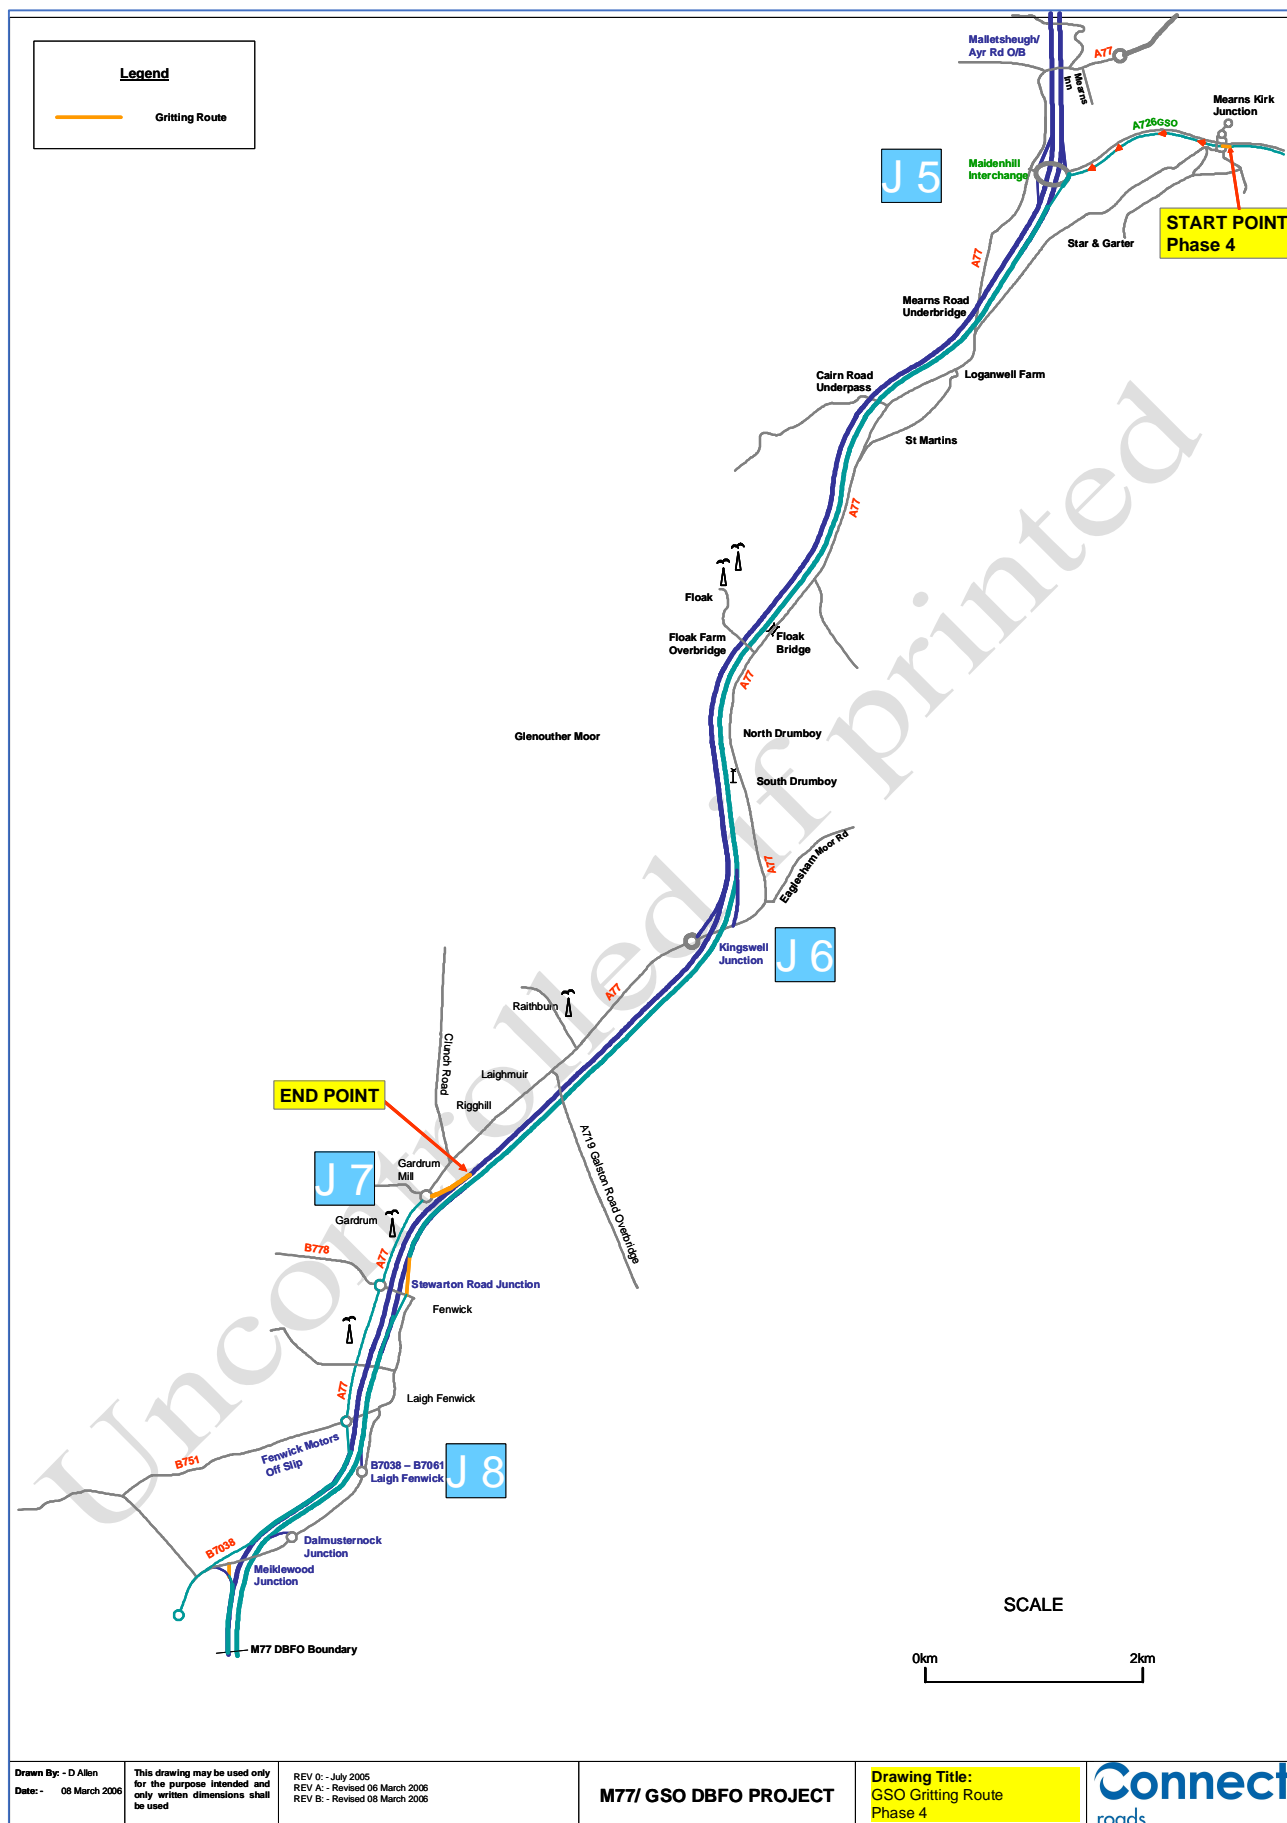 Legend
Gritting Route
Malletsheugh/
Ayr Rd O/B
A77
Mearns
Inn
Mearns Kirk
Junction
A726GSO
J 5
Maidenhill
Interchange
START POINT
Phase 4
Star & Garter
A77
Mearns Road
Underbridge
Cairn Road
Underpass
Loganwell Farm
St Martins
A77
Floak
Floak Farm
Overbridge
Floak
Bridge
A77
Glenouther Moor
North Drumboy
South Drumboy
A77
Eaglesham Moor Rd
Kingswell
Junction
J 6
Raithburn
A77
Clunch Road
Laighmuir
Rigghill
END POINT
A719 Galston Road Overbridge
J 7
Gardrum
Mill
Gardrum
B778
A77
Stewarton Road Junction
Fenwick
A77
Laigh Fenwick
Fenwick Motors
Off Slip
B751
B7038 – B7061
Laigh Fenwick
J 8
B7038
Dalmusternock
Junction
Meiklewood
Junction
M77 DBFO Boundary
SCALE
0km
2km
Uncontrolled if printed
Drawn By: - D Allen
Date: - 08 March 2006
This drawing may be used only
for the purpose intended and
only written dimensions shall
be used
REV 0: - July 2005
REV A: - Revised 06 March 2006
REV B: - Revised 08 March 2006
M77/ GSO DBFO PROJECT
Drawing Title:
GSO Gritting Route
Phase 4
Connect
roads